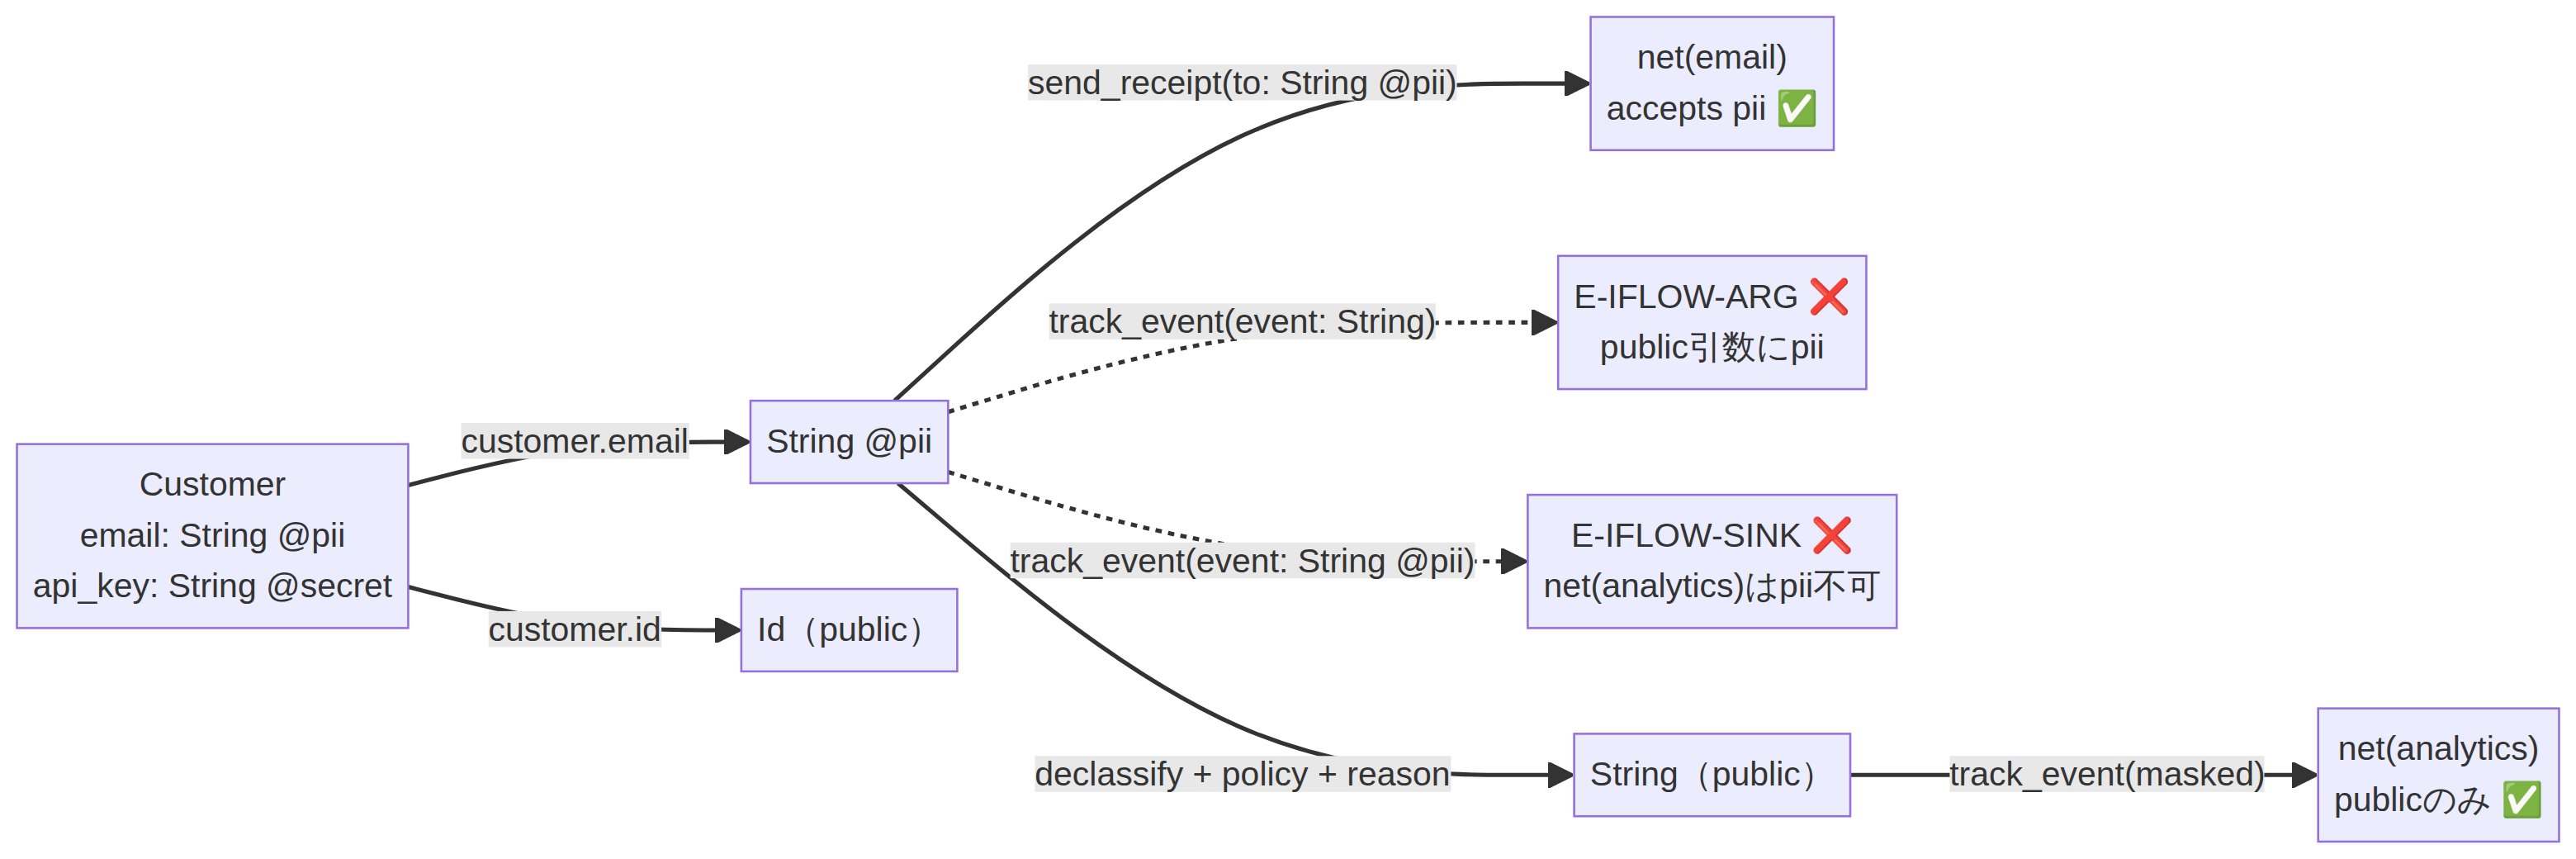 Customer
email: String @pii
api_key: String @secret
customer.email
customer.id
String @pii
Id（public）
send_receipt(to: String @pii)
track_event(event: String)
track_event(event: String @pii)
declassify + policy + reason
net(email)
accepts pii ✅
E-IFLOW-ARG ❌
public引数にpii
E-IFLOW-SINK ❌
net(analytics)はpii不可
String（public）
track_event(masked)
net(analytics)
publicのみ ✅